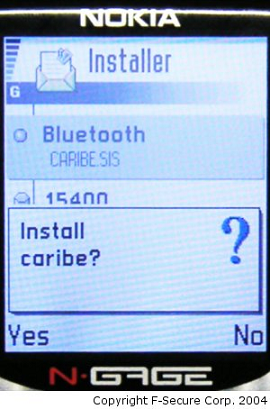 NOKIA
Installer
G
Bluetooth
CARIBE.SIS
15400
Install
caribe?
Yes No
N·GAGE
Copyright F-Secure Corp. 2004